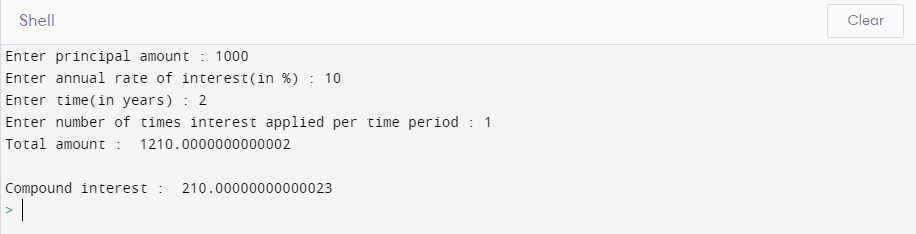 Shell
Clear
Enter principal amount : 1000
Enter annual rate of interest(in %) : 10
Enter time(in years) : 2
Enter number of times interest applied per time period : 1
Total amount :  1210.0000000000002
Compound interest :  210.00000000000023
>